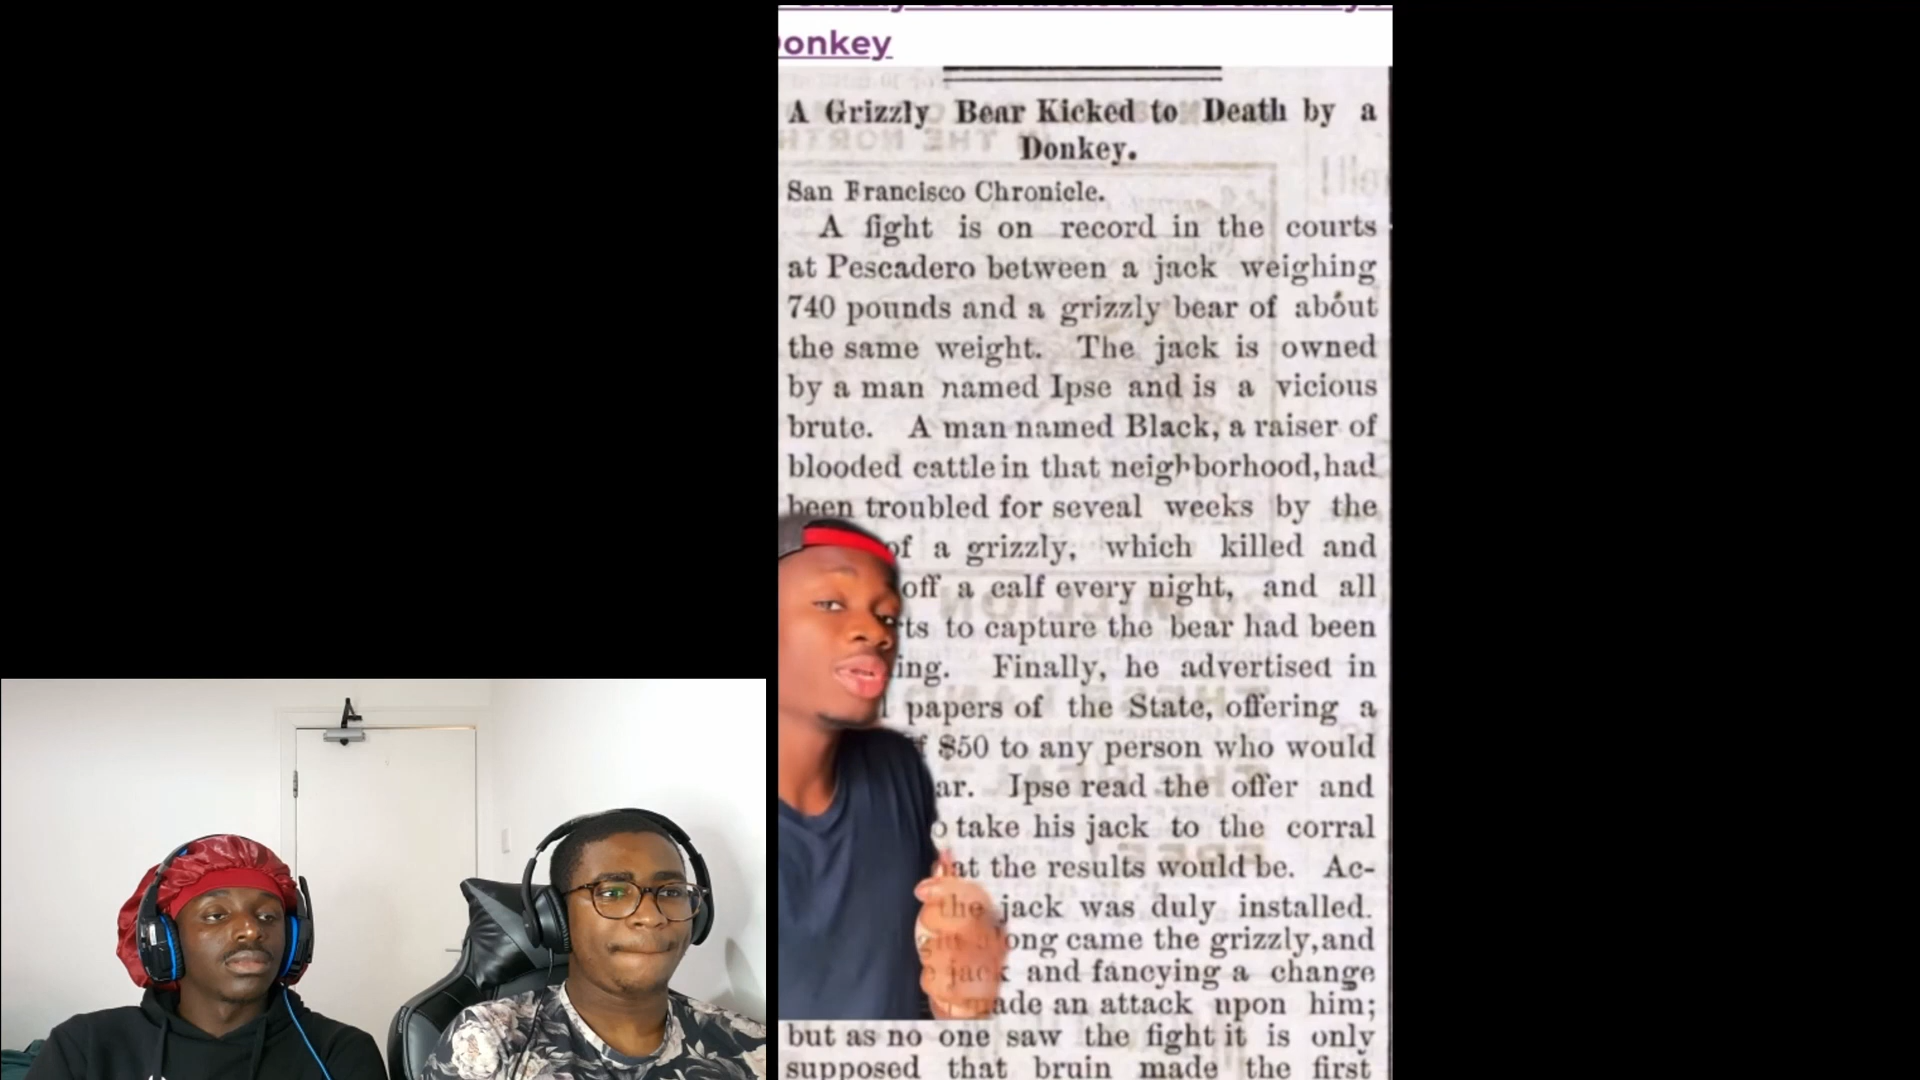 Donkey
A Grizzly Bear Kicked to Death by a
Donkey.
San Francisco Chronicle.
A fight is on record in the courts
at Pescadero between a jack weighing
740 pounds and a grizzly bear of about
the same weight. The jack is owned
by a man named Ipse and is a vicious
brute. A man named Black, a raiser of
blooded cattle in that neighborhood, had
been troubled for seveal weeks by the
of a grizzly, which killed and
off a calf every night, and all
to capture the bear had been
Finally, he advertised in
papers of the State, offering a
$50 to any person who would
Ipse read the offer and
take his jack to the corral
the results would be. Ac-
the jack was duly installed.
came the grizzly, and
jack and fancying a change
made an attack upon him;
but as no one saw the fight it is only
supposed that bruin made the first